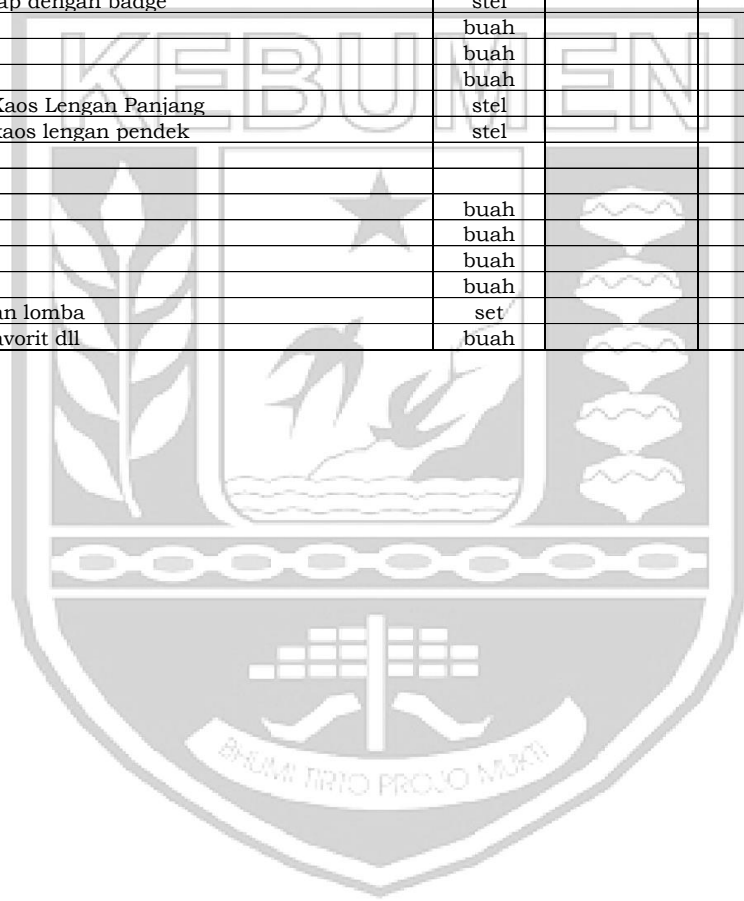 ap dengan badge stel
buah
buah
buah
Kaos Lengan Panjang stel
kaos lengan pendek stel
buah
buah
buah
buah
an lomba set
avorit dll buah
KEBUMEN
BHUMI TIRTO PROJO MUKTI